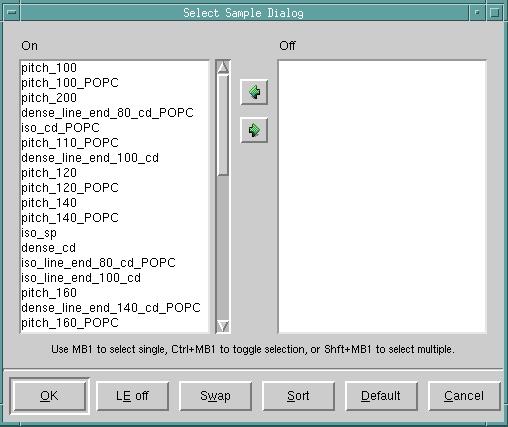 Select Sample Dialog
On
Off
pitch_100
pitch_100_POPC
pitch_200
dense_line_end_80_cd_POPC
iso_cd_POPC
pitch_110_POPC
dense_line_end_100_cd
pitch_120
pitch_120_POPC
pitch_140
pitch_140_POPC
iso_sp
dense_cd
iso_line_end_80_cd_POPC
iso_line_end_100_cd
pitch_160
dense_line_end_140_cd_POPC
pitch_160_POPC
Use MB1 to select single, Ctrl+MB1 to toggle selection, or Shft+MB1 to select multiple.
OK
LE off
Swap
Sort
Default
Cancel